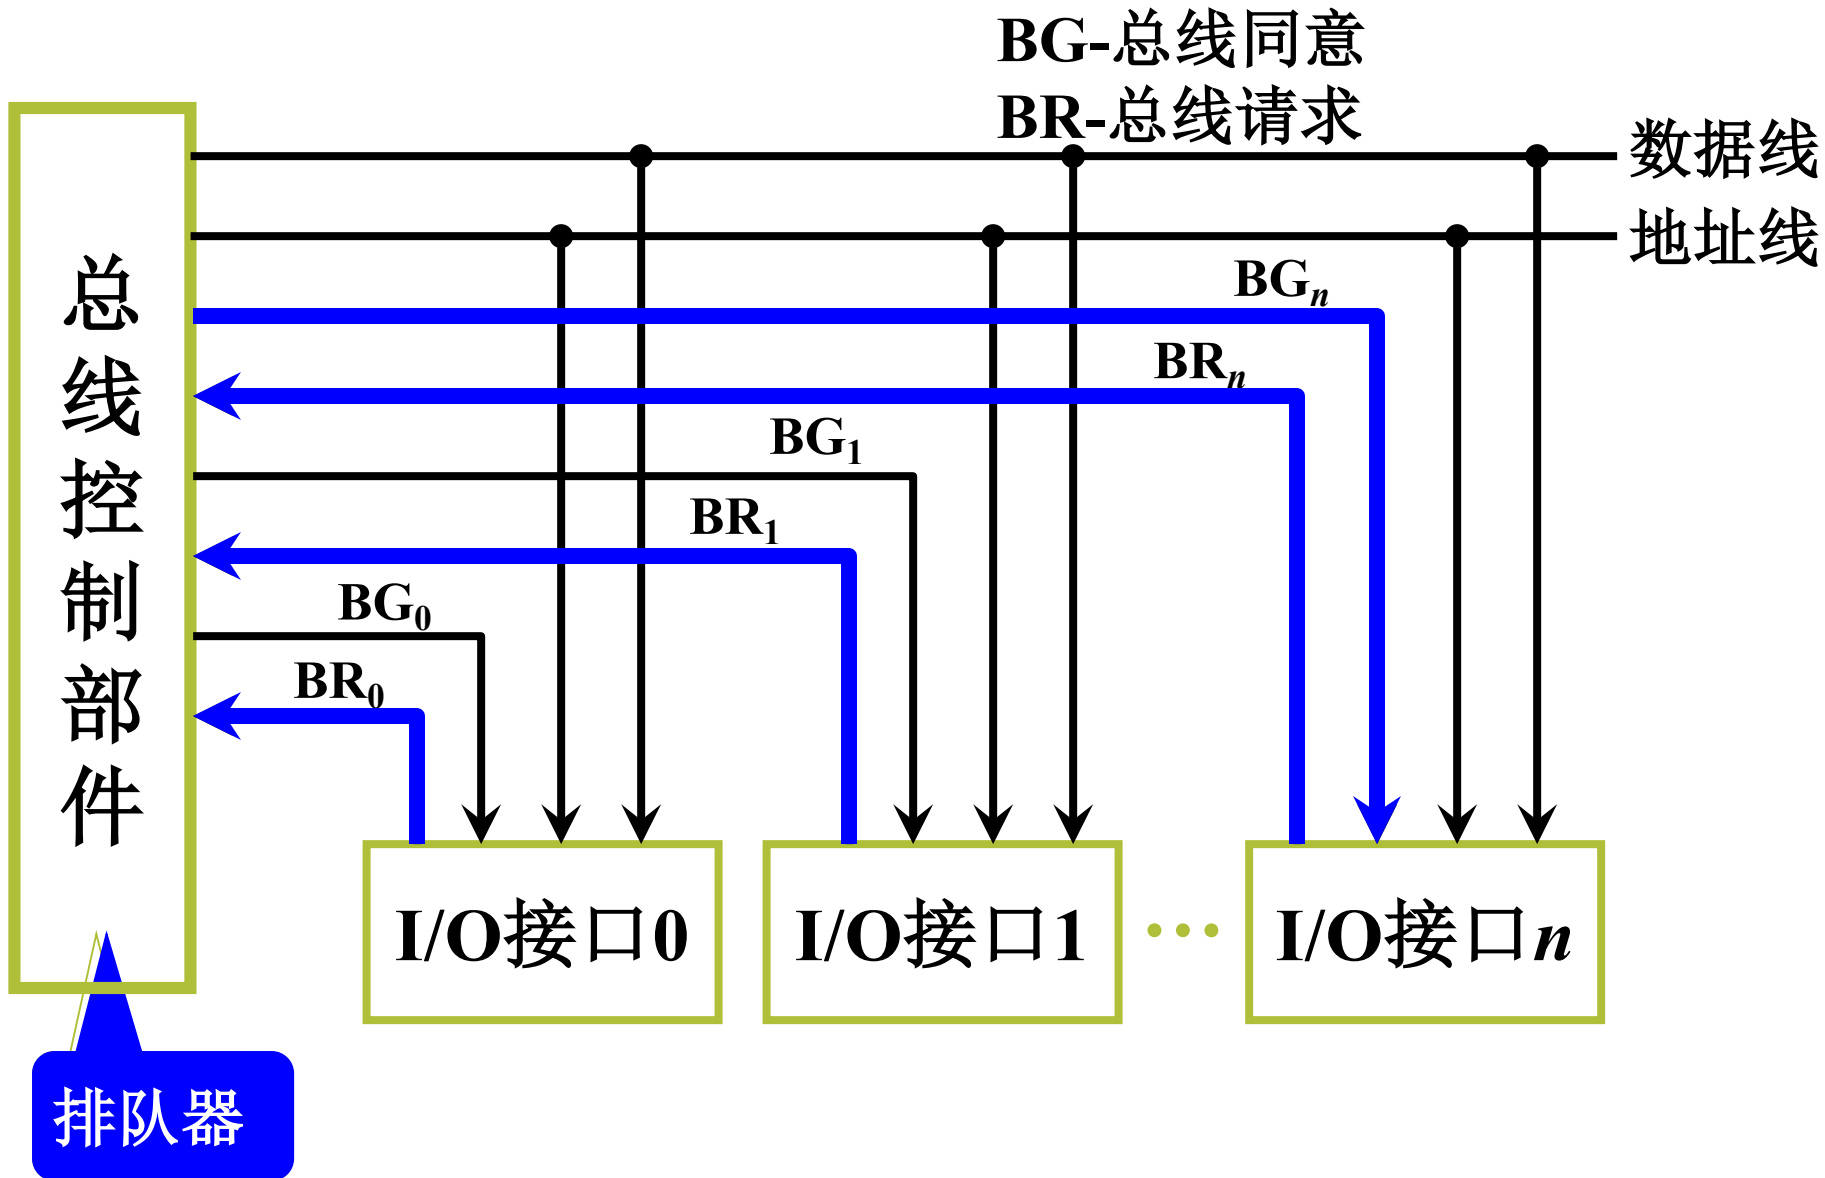 BG-总线同意
BR-总线请求
数据线
地址线
总线控制部件
BGn
BRn
BG1
BR1
BG0
BR0
I/O接口0
I/O接口1
···
I/O接口n
排队器